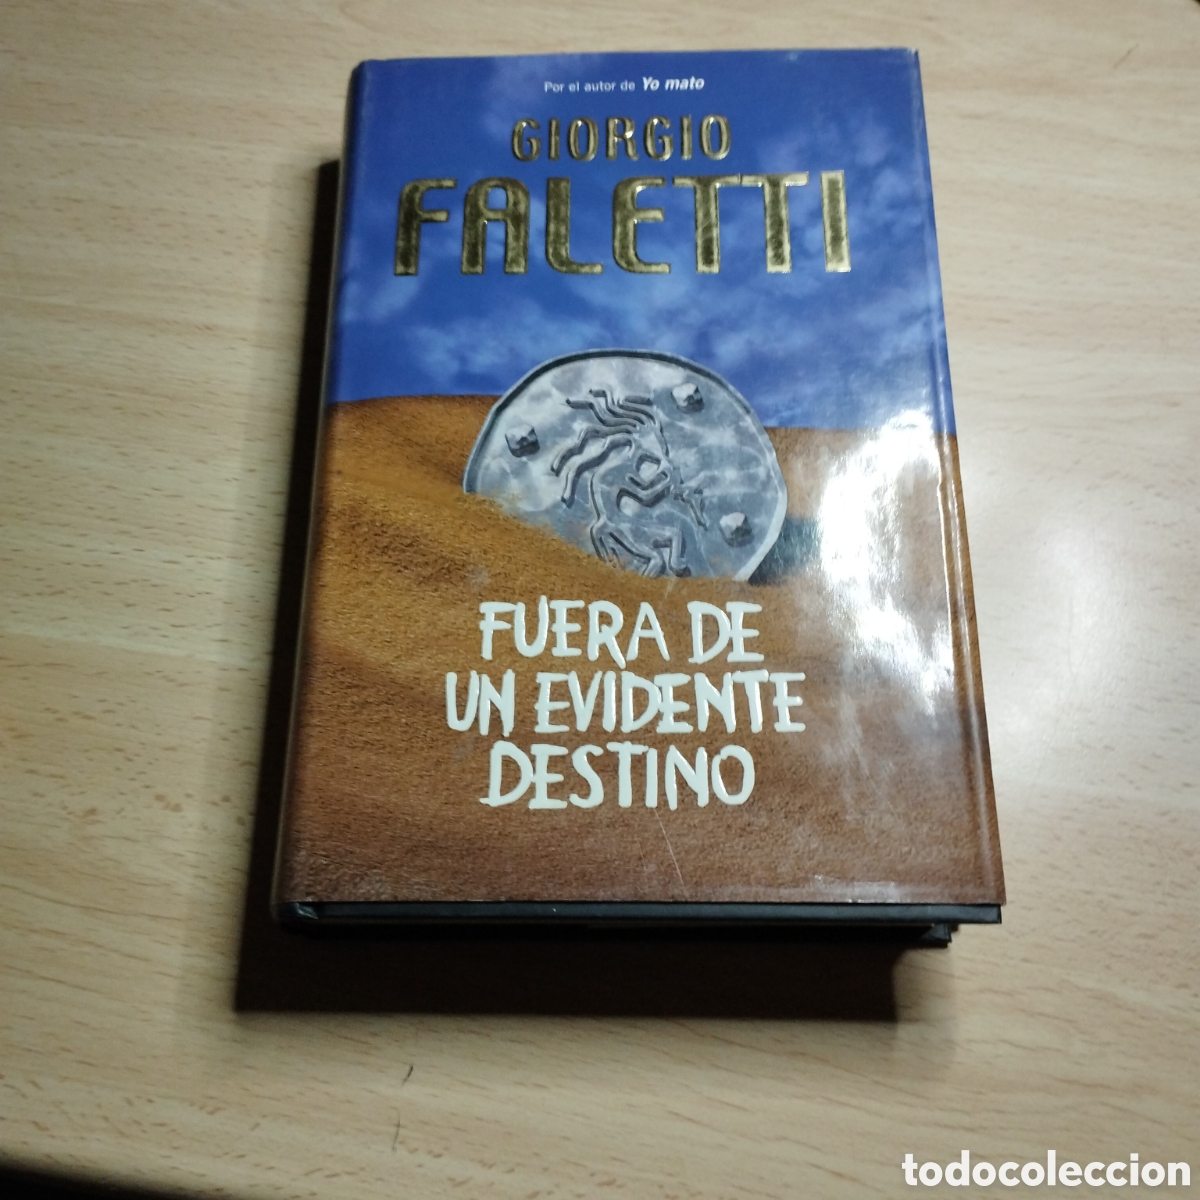 Por el autor de Yo mato
GIORGIO
FALETTI
FUERA DE
UN EVIDENTE
DESTINO
todocoleccion